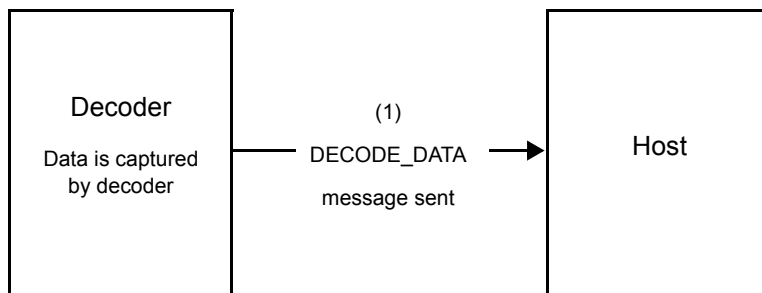 Decoder
Data is captured
by decoder
(1)
DECODE_DATA
message sent
Host